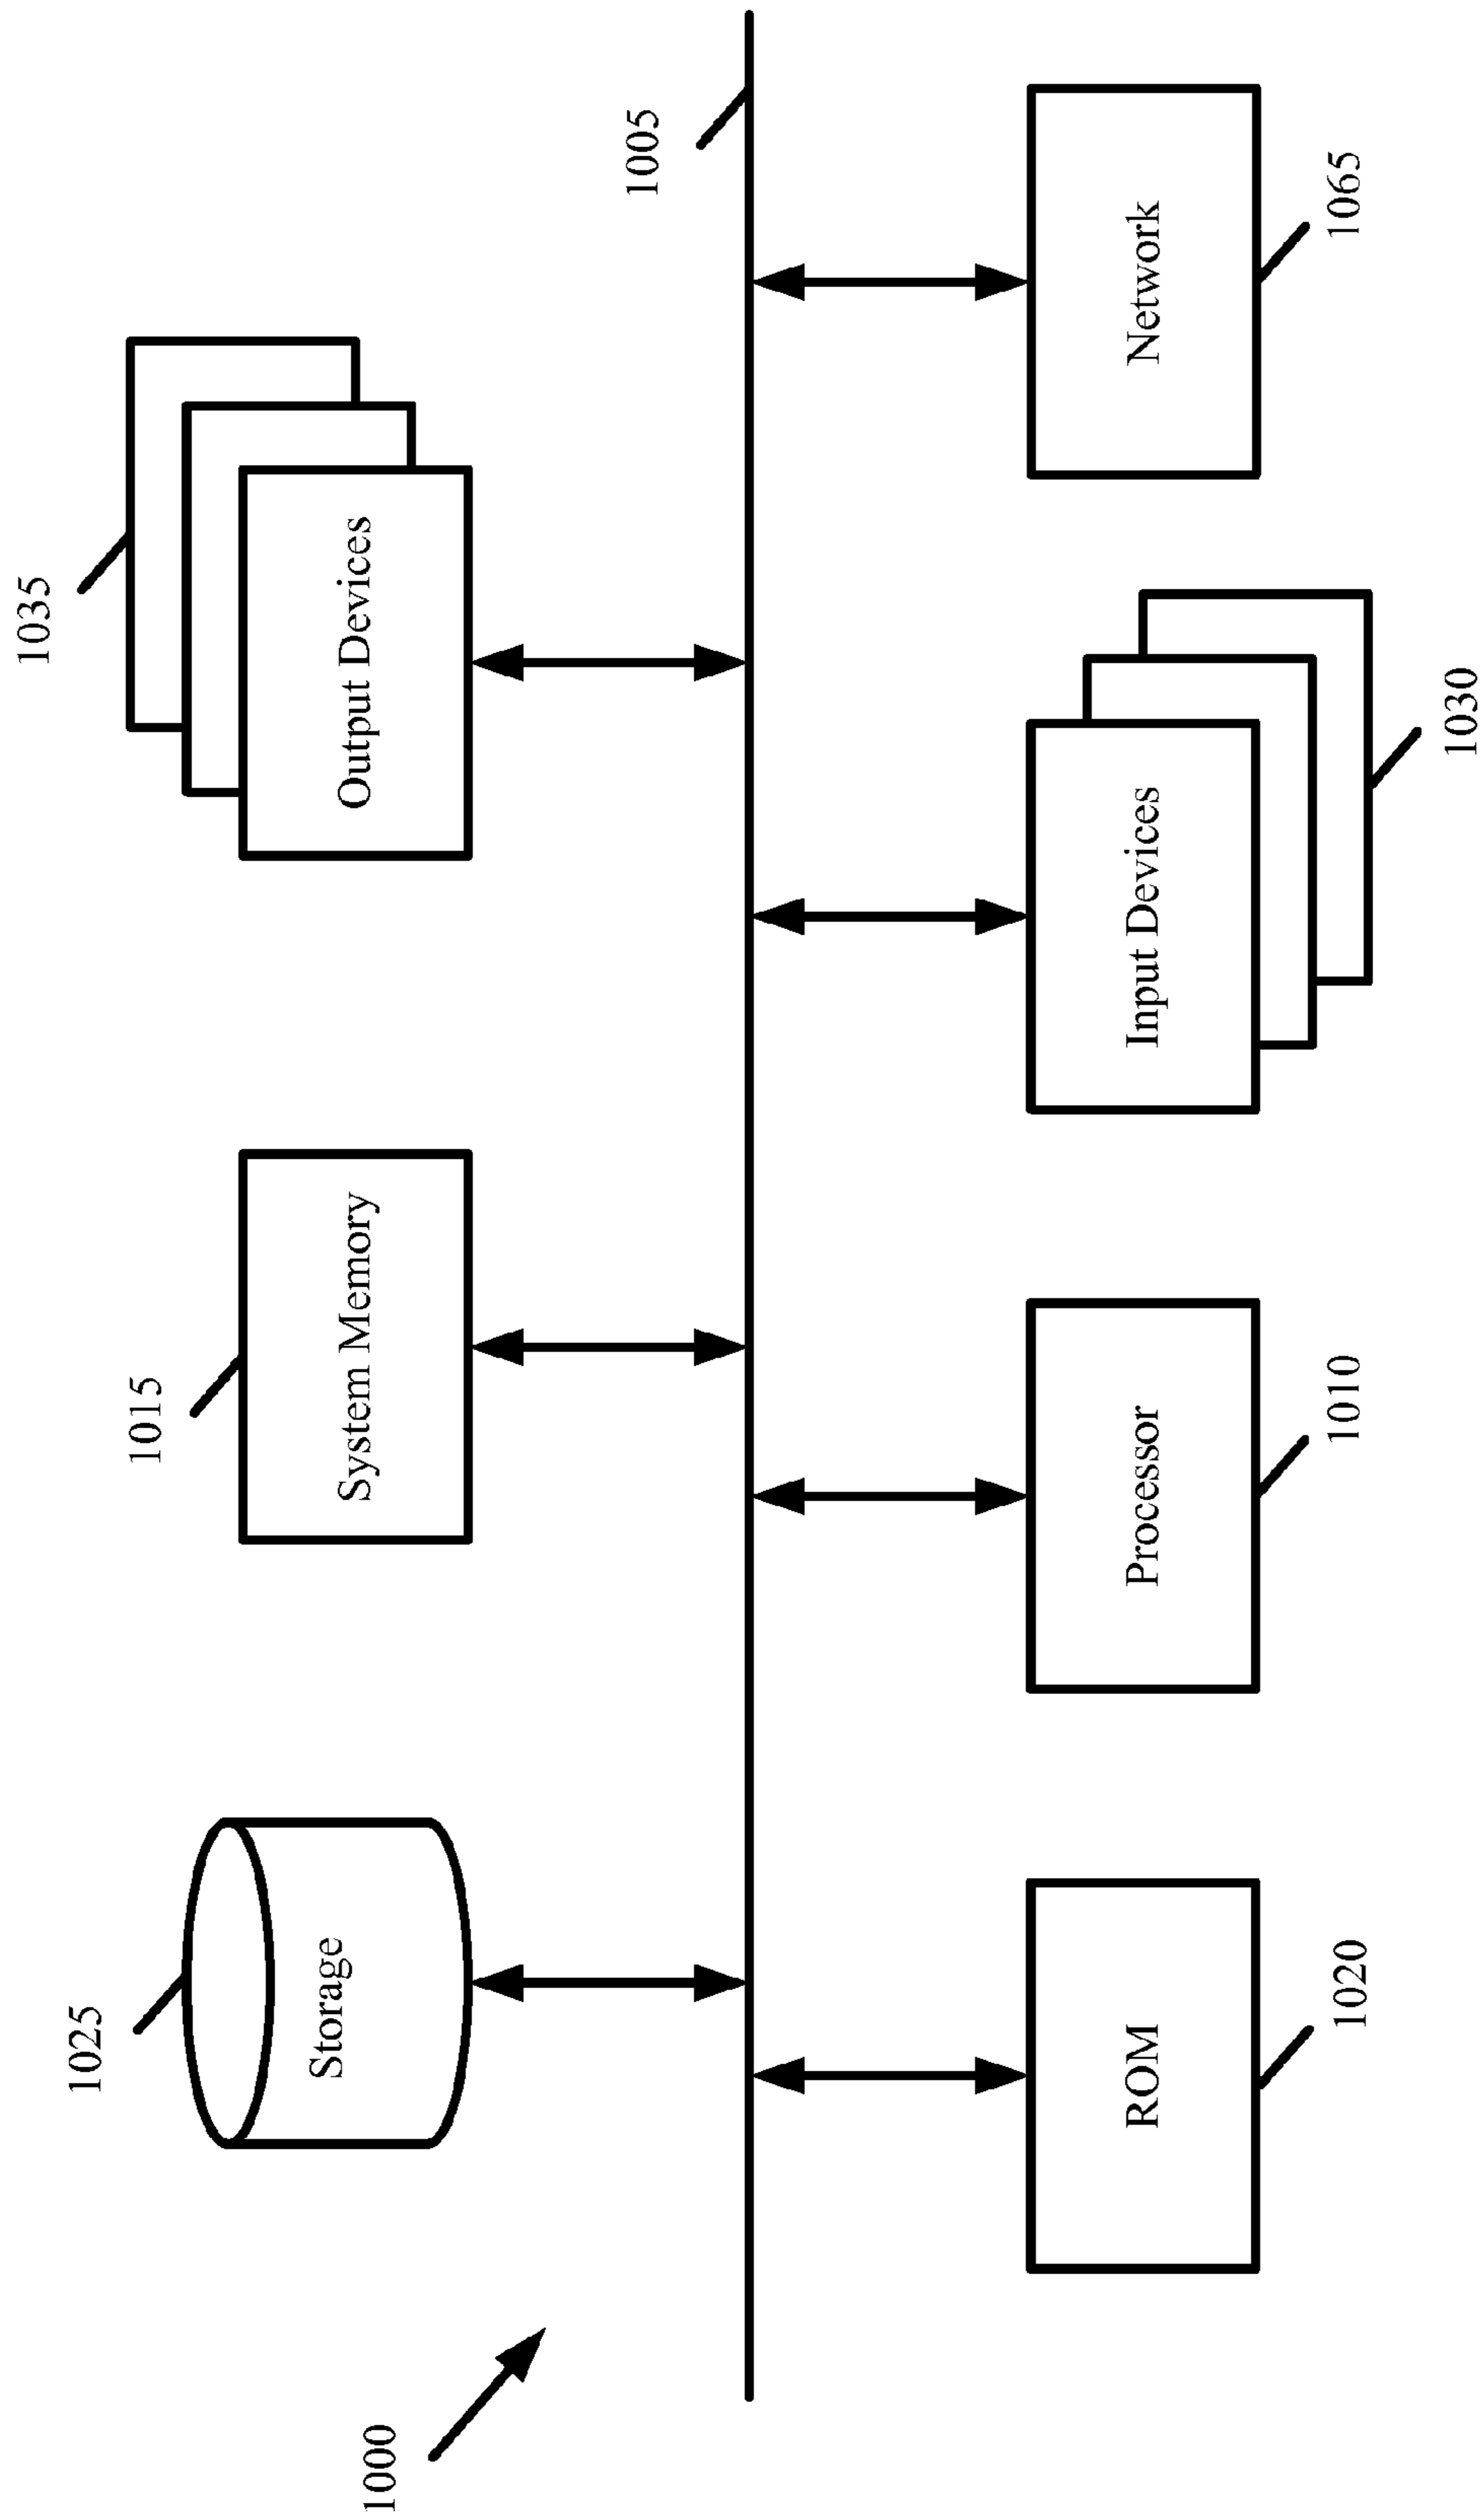 1000
1025
Storage
1015
System Memory
1035
Output Devices
1005
ROM
1020
Processor
1010
Input Devices
1030
Network
1065